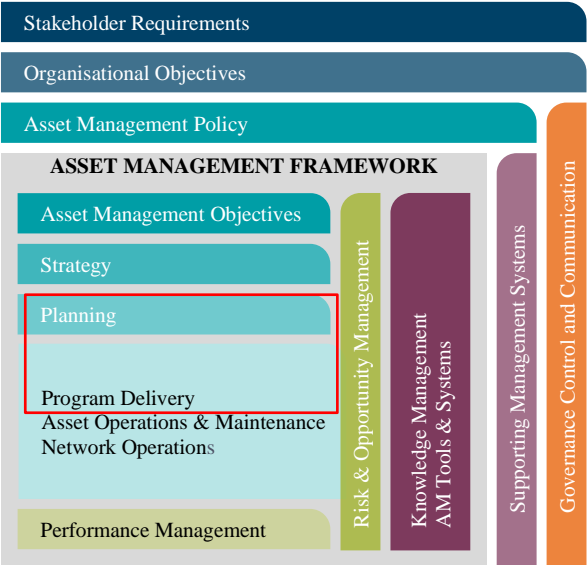 Stakeholder Requirements
Organisational Objectives
Asset Management Policy
ASSET MANAGEMENT FRAMEWORK
Asset Management Objectives
Strategy
Planning
Program Delivery
Asset Operations & Maintenance
Network Operations
Performance Management
Risk & Opportunity Management
Knowledge Management
AM Tools & Systems
Supporting Management Systems
Governance Control and Communication